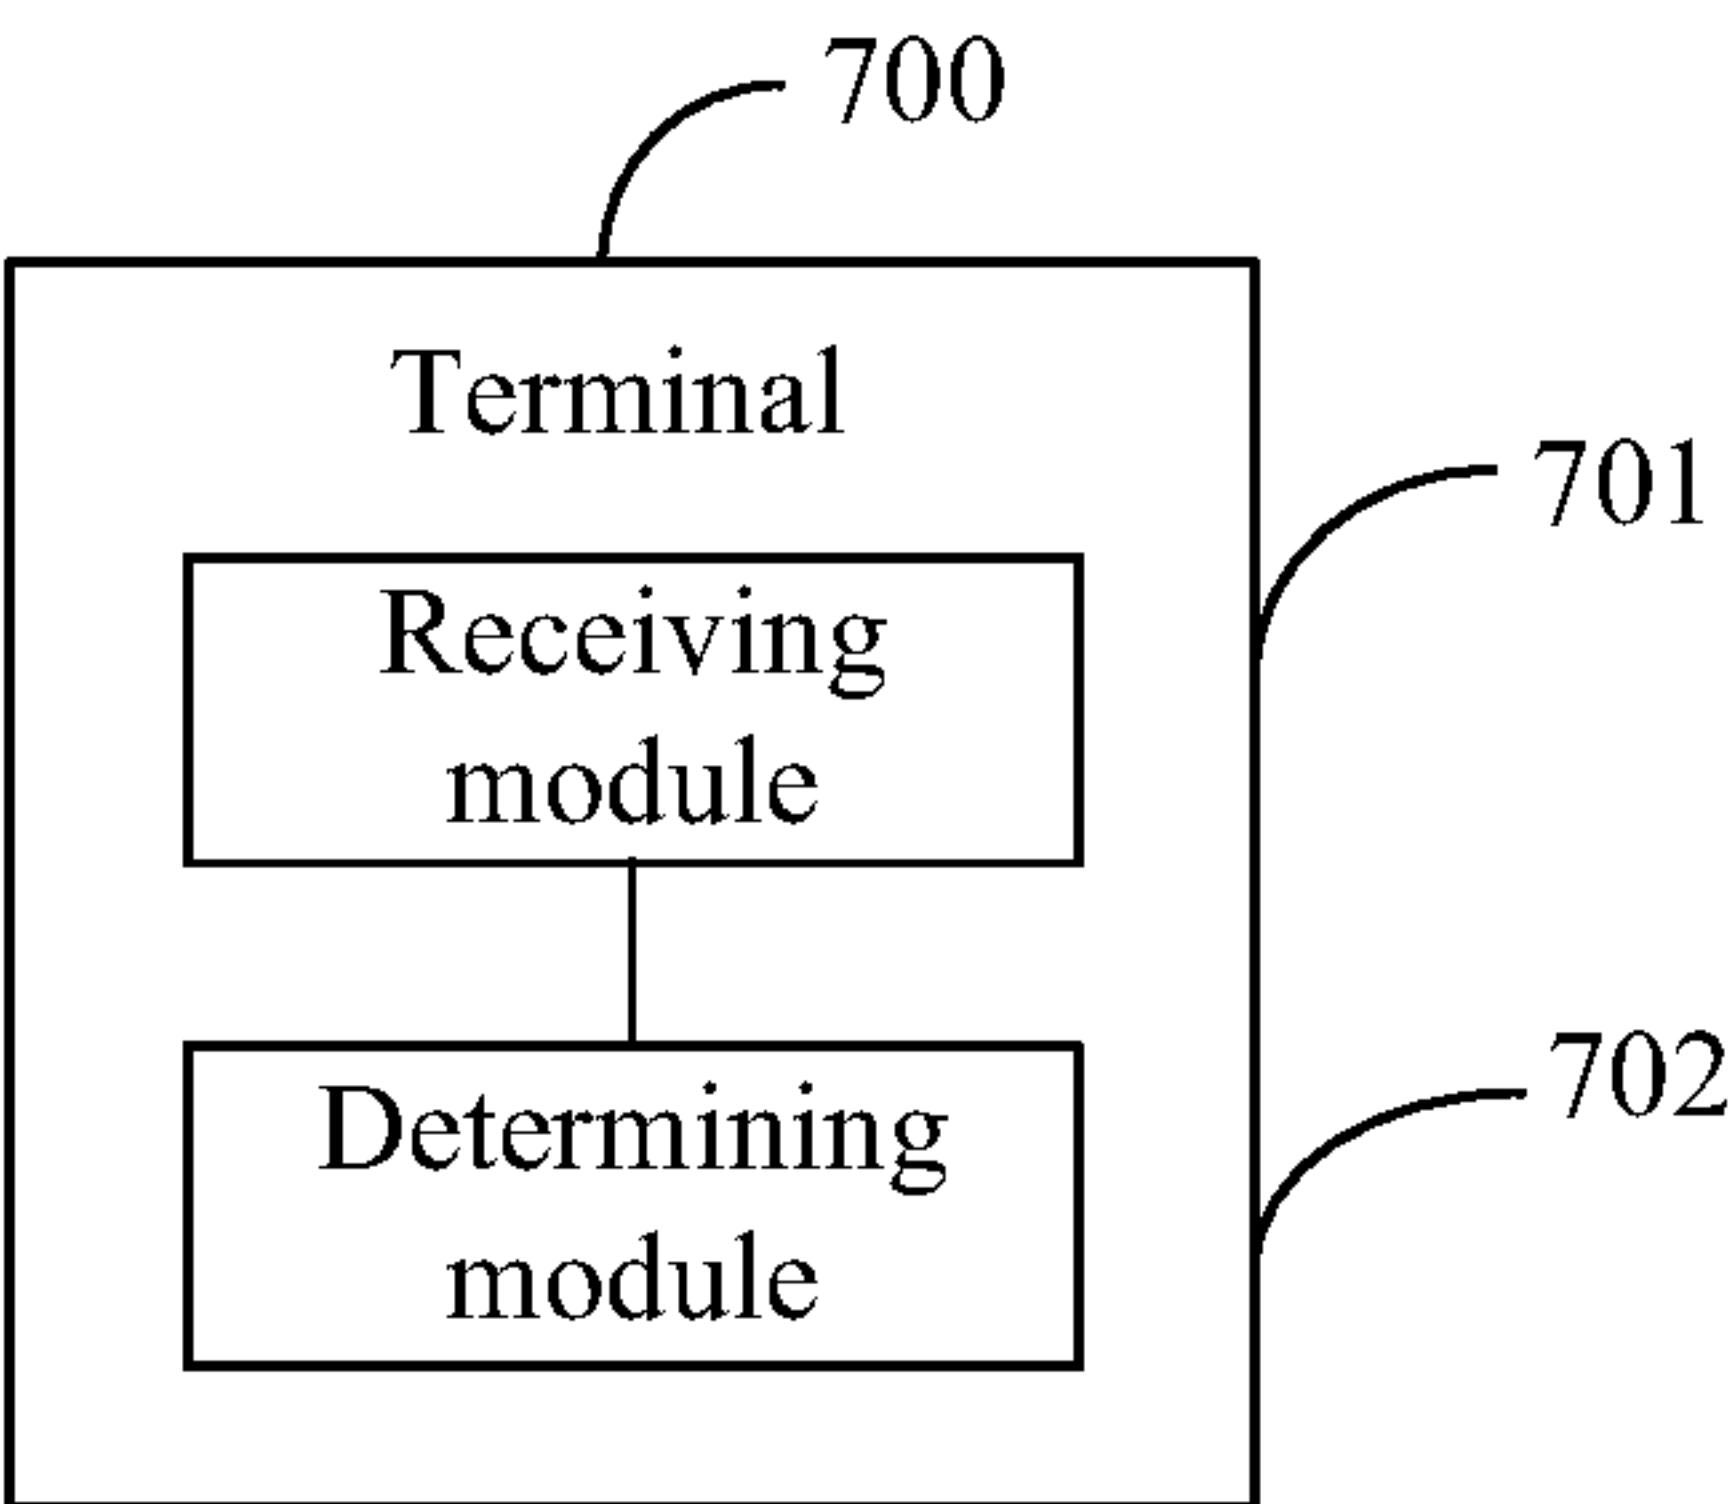 700
Terminal
701
Receiving
module
702
Determining
module